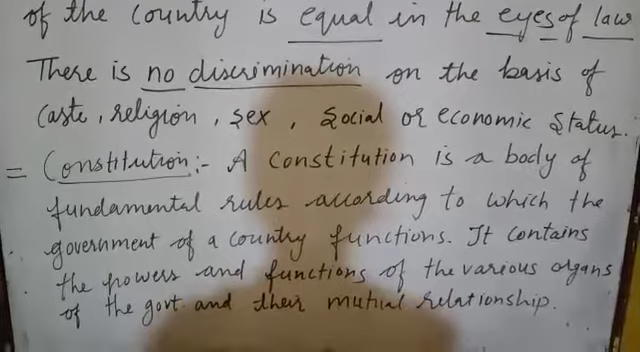 of the country is equal in the eyes of law
There is no discrimination on the basis of
Caste, religion, sex, Social or economic Status.
= Constitution:- A Constitution is a body of
fundamental rules according to which the
government of a country functions. It contains
the powers and functions of the various organs
of the govt. and their mutual relationship.